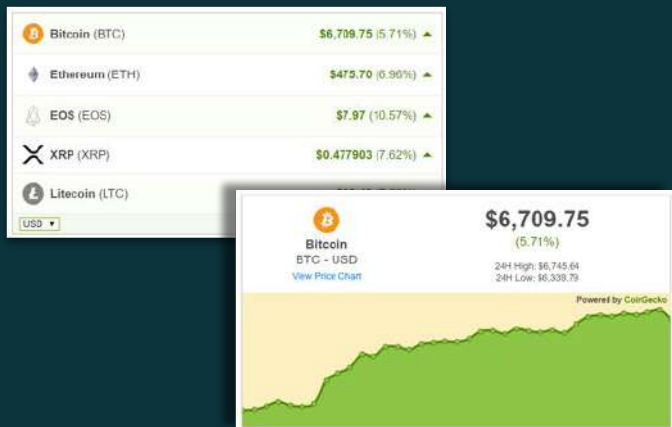 Bitcoin (BTC) $6,709.75 (5.71%)
Ethereum (ETH) $475.70 (6.96%)
EOS (EOS) $7.97 (10.57%)
XRP (XRP) $0.477903 (7.62%)
Litecoin (LTC)
USD
Bitcoin
BTC - USD
View Price Chart
$6,709.75
(5.71%)
24H High: $6,745.64
24H Low: $6,339.79
Powered by CoinGecko